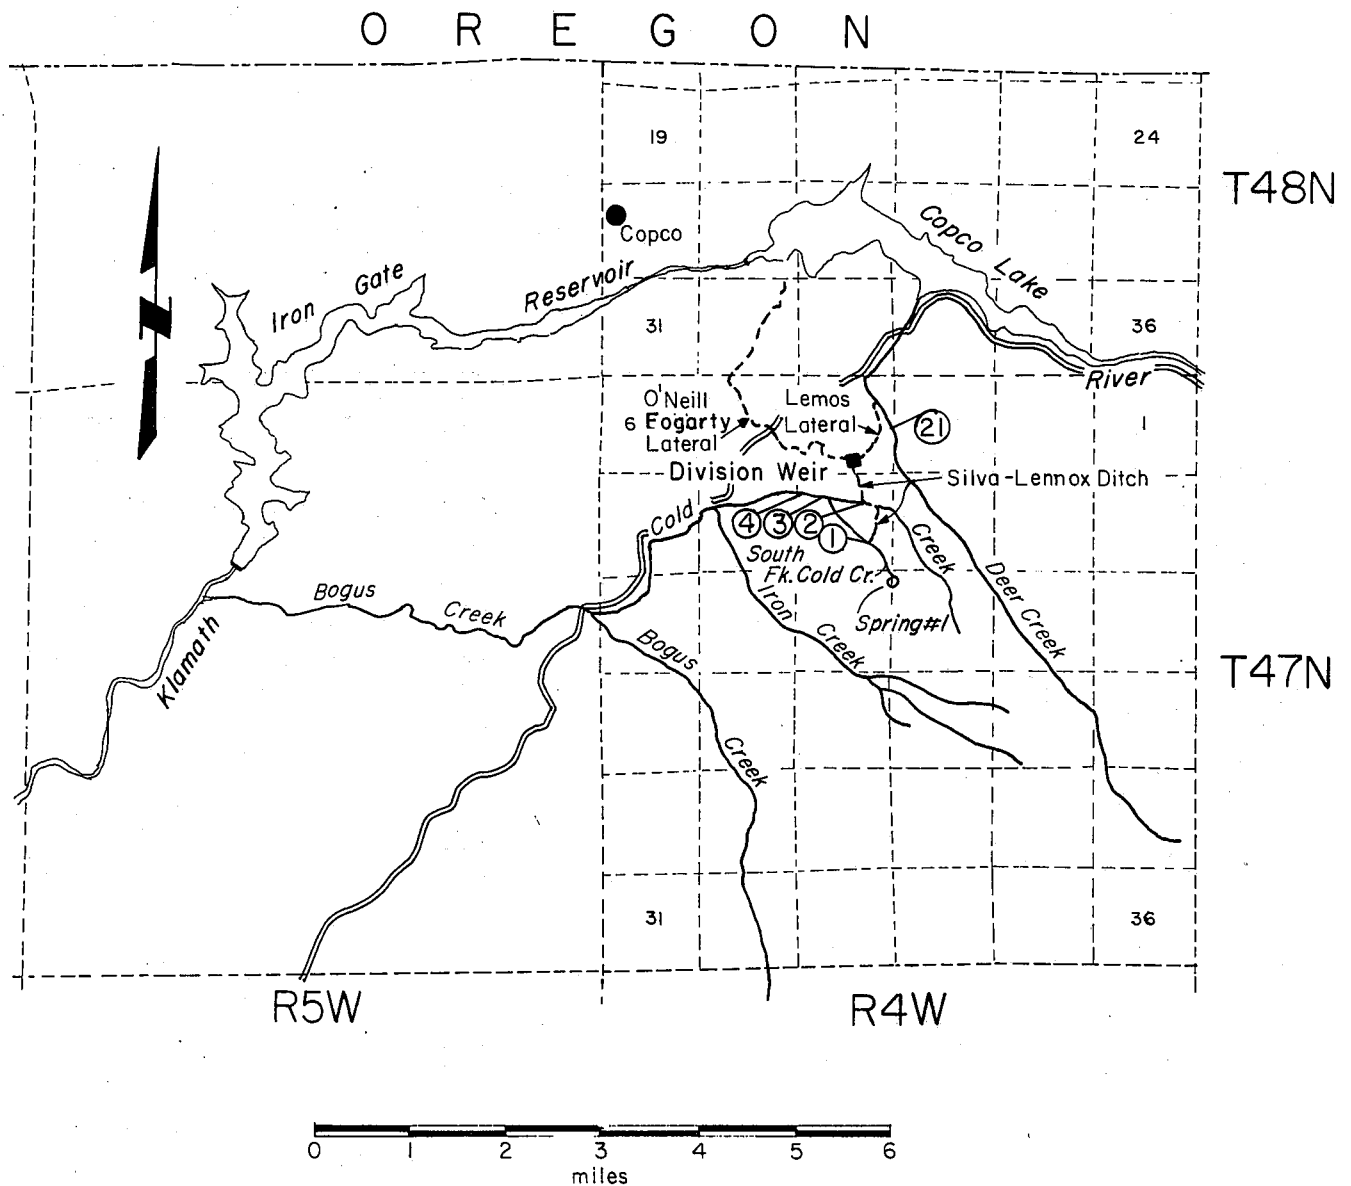 OREGON
19
24
T48N
Copco
Copco Lake
Iron Gate Reservoir
31
36
River
O'Neill
6 Fogarty
Lateral
Lemos
Lateral
21
1
Division Weir
Silva-Lennox Ditch
Cold
Creek
4 3 2 1
South
Fk. Cold Cr.
Spring#1
Deer Creek
Iron Creek
Bogus Creek
Bogus
Creek
Klamath
T47N
31
36
R5W
R4W
0 1 2 3 4 5 6
miles